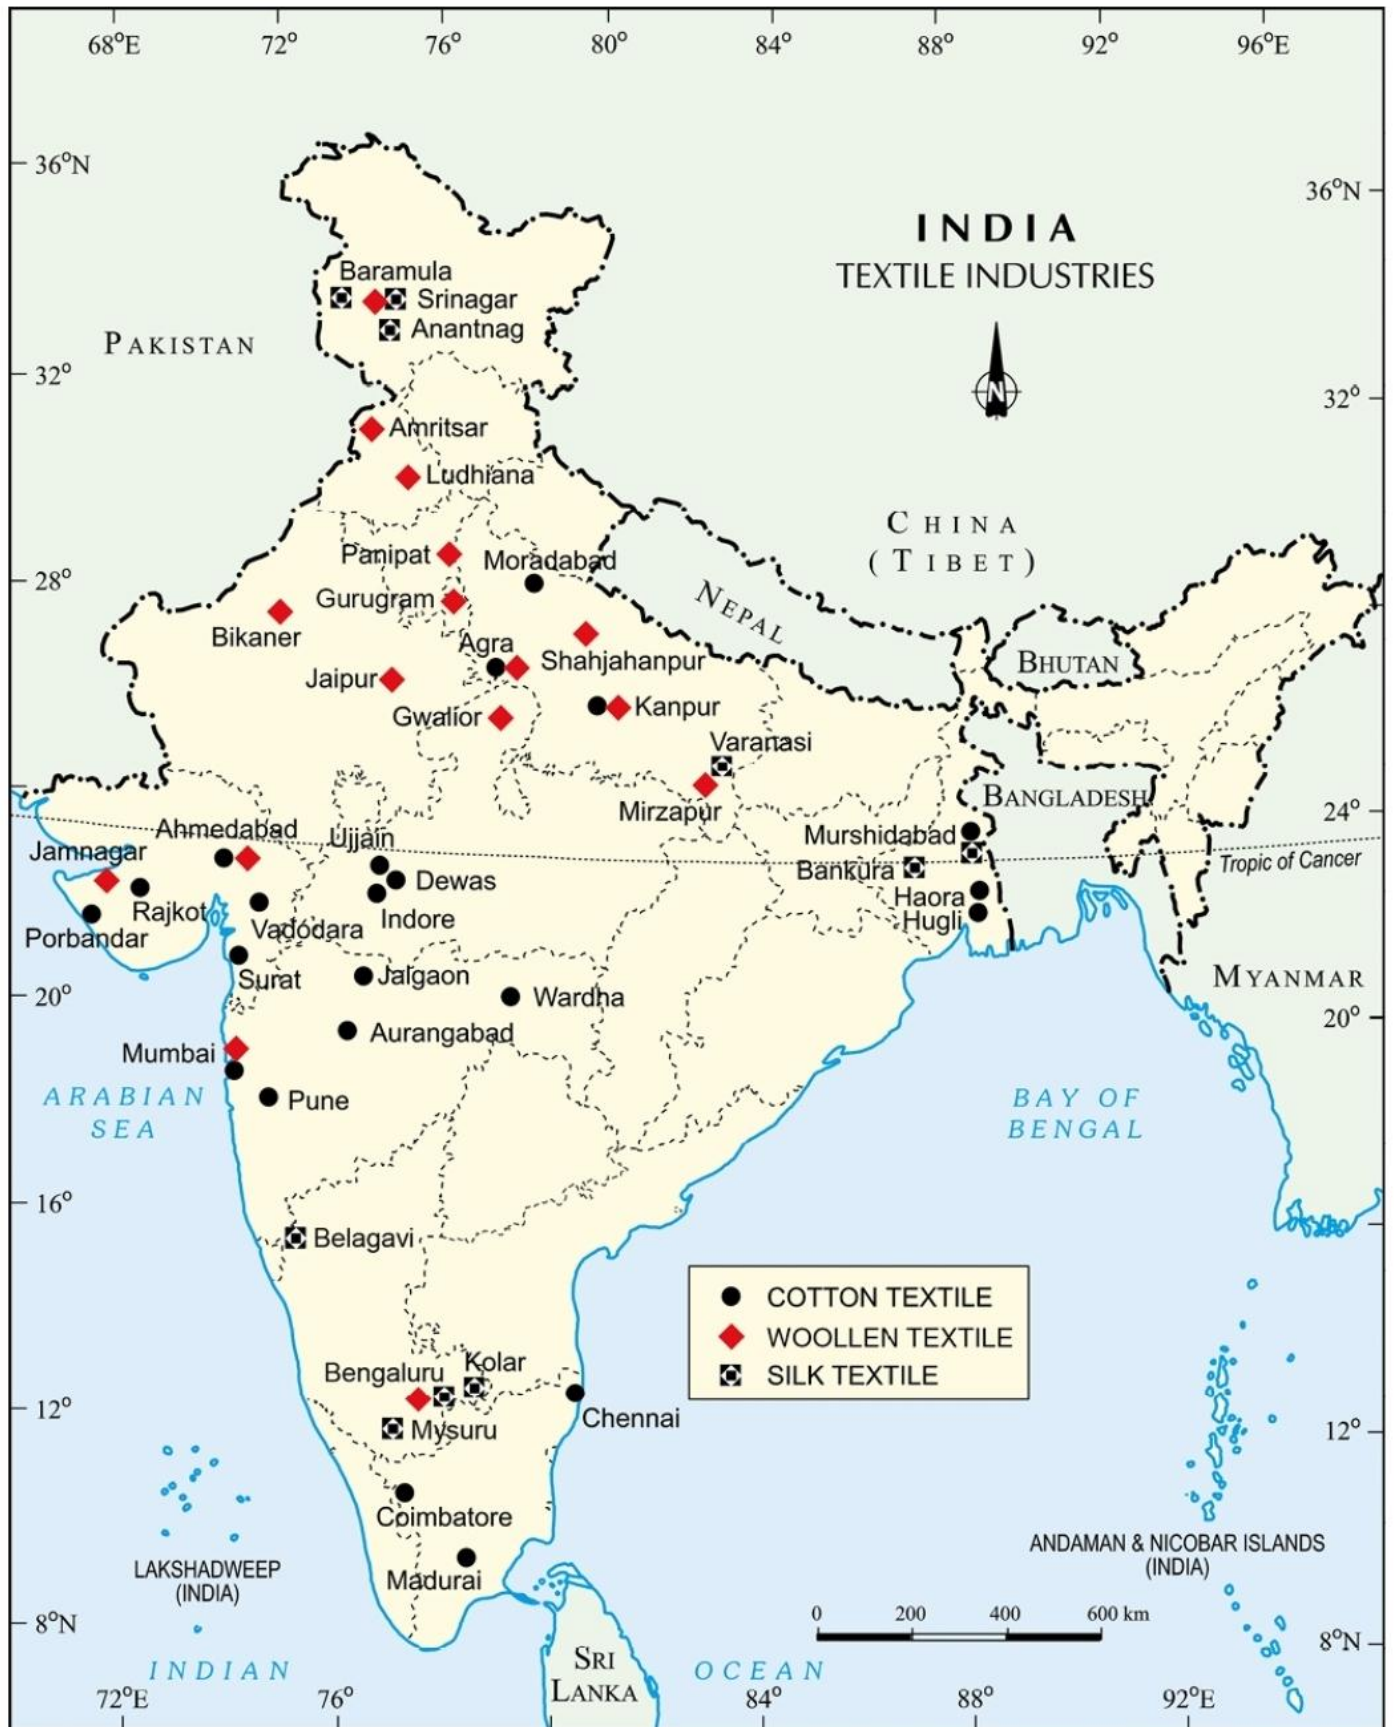 68°E 72° 76° 80° 84° 88° 92° 96°E
36°N
36°N
INDIA
TEXTILE INDUSTRIES
Baramula
Srinagar
Anantnag
PAKISTAN
32°
32°
N
Amritsar
Ludhiana
CHINA
(TIBET)
Panipat
Moradabad
28°
Gurugram
NEPAL
Bikaner
Agra
Shahjahanpur
BHUTAN
Jaipur
Gwalior
Kanpur
Varanasi
Mirzapur
BANGLADESH
24°
Ahmedabad
Ujjain
Murshidabad
Jamnagar
Tropic of Cancer
Bankura
Dewas
Haora
Rajkot
Indore
Hugli
Vadodara
Porbandar
Surat
Jalgaon
MYANMAR
20°
Wardha
20°
Aurangabad
Mumbai
Pune
ARABIAN
SEA
BAY OF
BENGAL
16°
Belagavi
COTTON TEXTILE
WOOLLEN TEXTILE
SILK TEXTILE
Bengaluru
Kolar
12°
Chennai
12°
Mysuru
Coimbatore
ANDAMAN & NICOBAR ISLANDS
(INDIA)
LAKSHADWEEP
(INDIA)
Madurai
0 200 400 600 km
8°N
8°N
SRI
LANKA
INDIAN OCEAN
72°E 76° 84° 88° 92°E